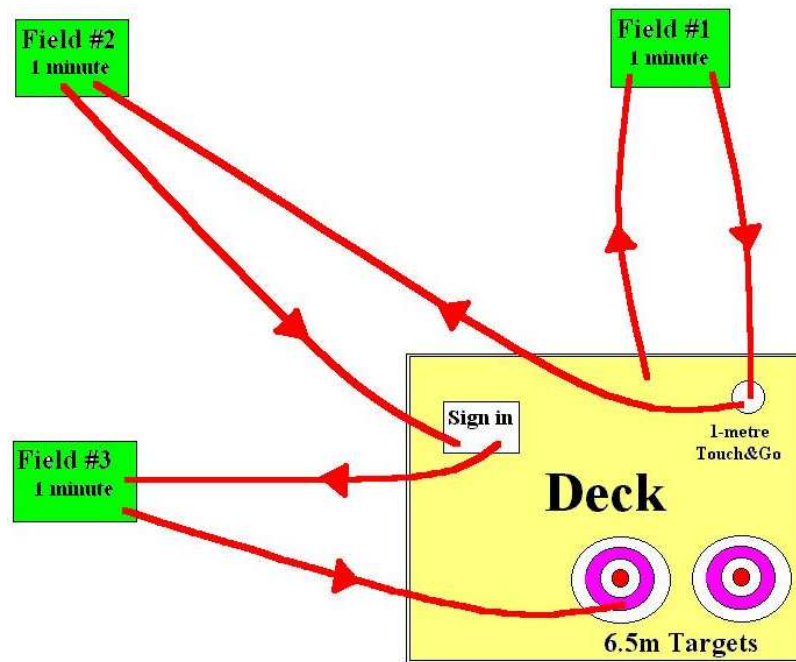 Field #2
1 minute
Field #1
1 minute
Sign in
1-metre
Touch&Go
Field #3
1 minute
Deck
6.5m Targets